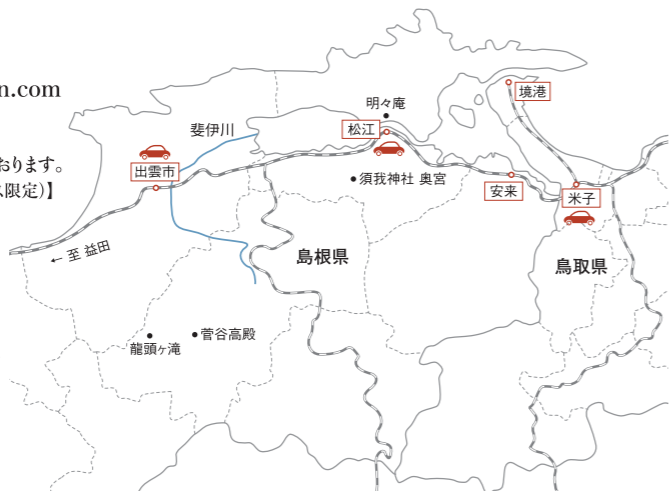 n.com
おります。
ス限定)】
境港
明々庵
斐伊川
松江
出雲市
須我神社 奥宮
安来
米子
← 至 益田
島根県
鳥取県
菅谷高殿
龍頭ヶ滝